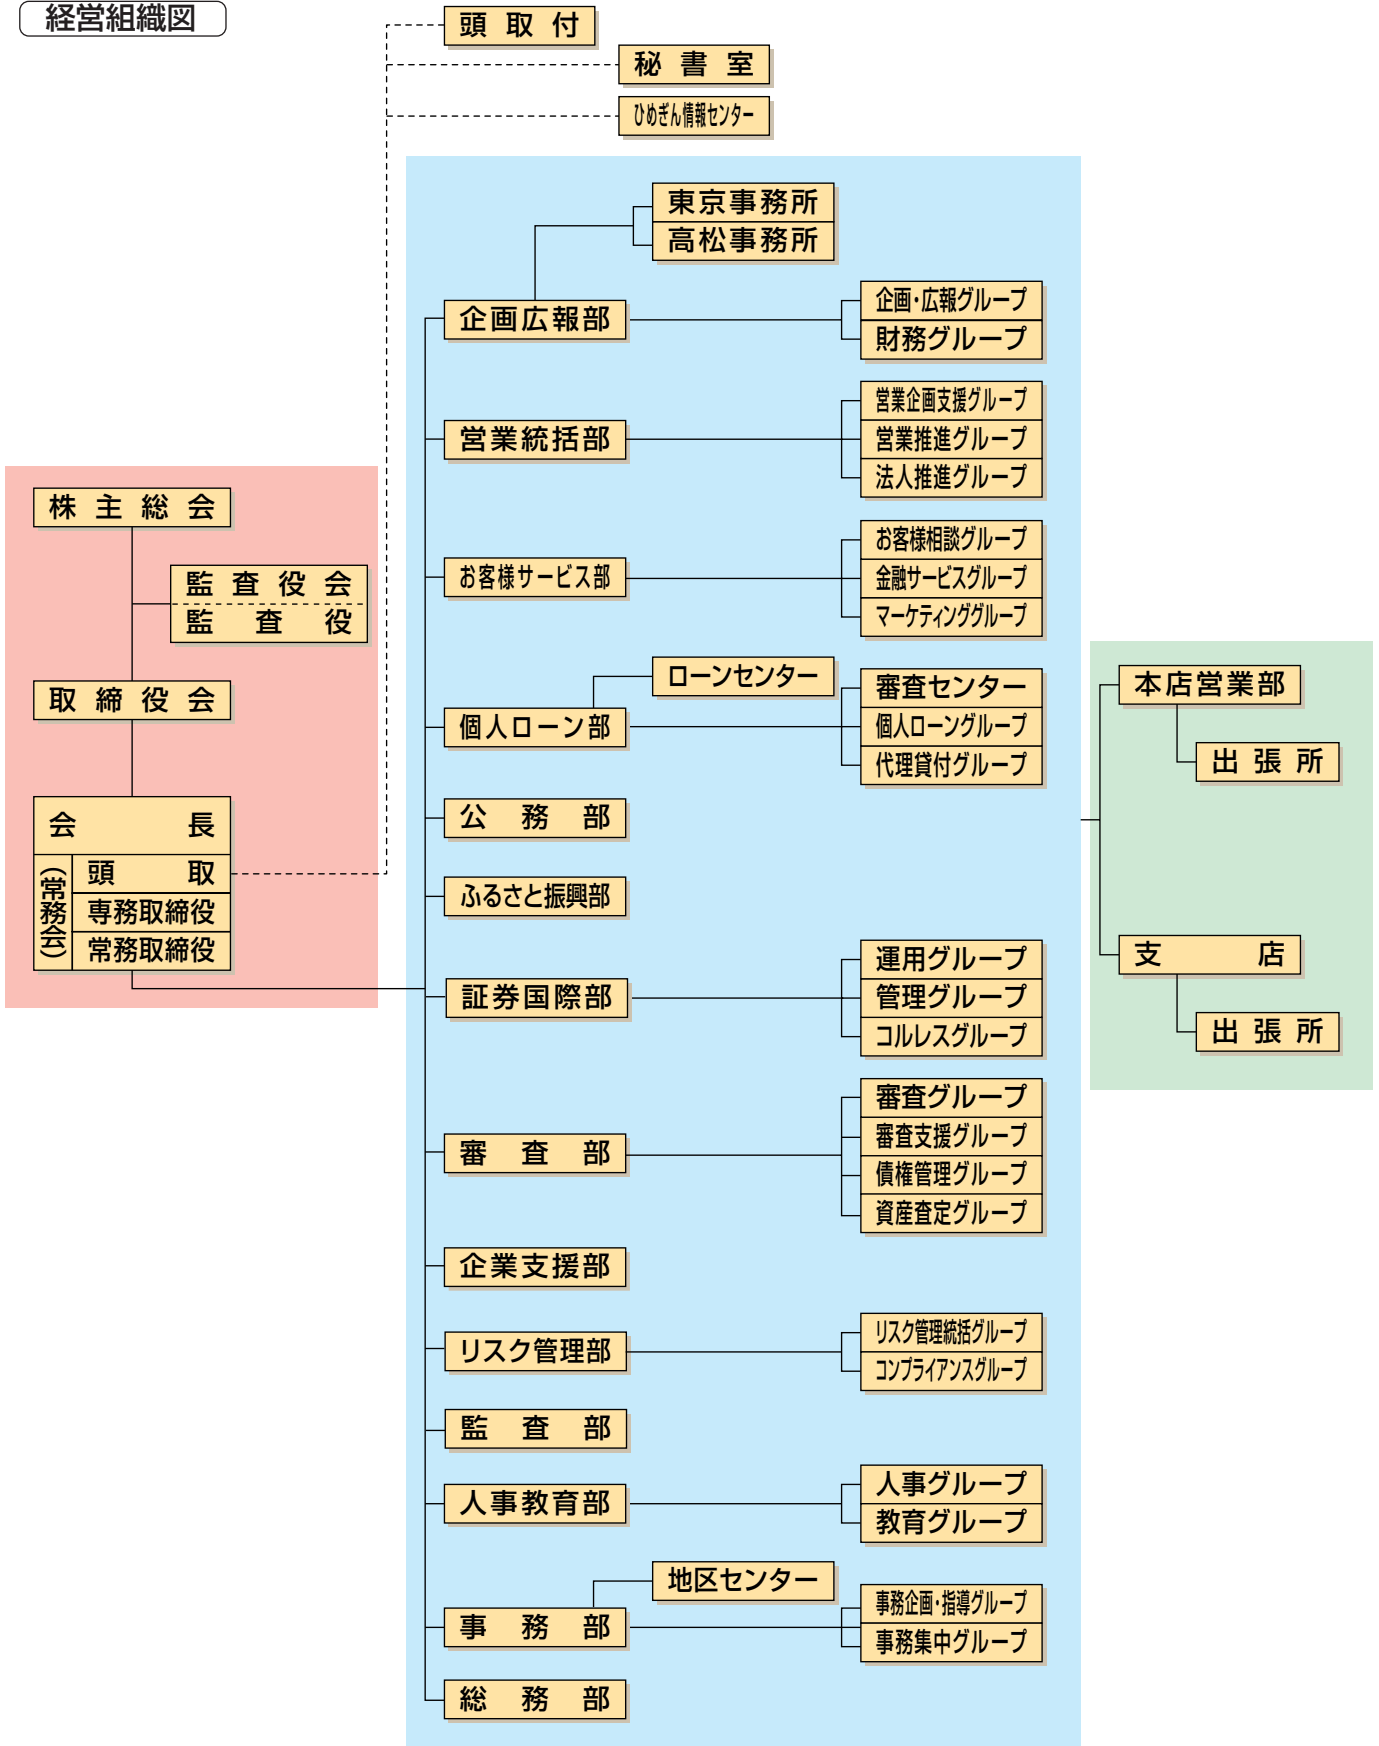 経営組織図
頭取付
秘書室
ひめぎん情報センター
株主総会
監査役会
監査役
取締役会
会長
(常務会)
頭取
専務取締役
常務取締役
東京事務所
高松事務所
企画広報部
企画・広報グループ
財務グループ
営業統括部
営業企画支援グループ
営業推進グループ
法人推進グループ
お客様サービス部
お客様相談グループ
金融サービスグループ
マーケティンググループ
ローンセンター
個人ローン部
審査センター
個人ローングループ
代理貸付グループ
公務部
ふるさと振興部
証券国際部
運用グループ
管理グループ
コルレスグループ
審査部
審査グループ
審査支援グループ
債権管理グループ
資産査定グループ
企業支援部
リスク管理部
リスク管理統括グループ
コンプライアンスグループ
監査部
人事教育部
人事グループ
教育グループ
地区センター
事務部
事務企画・指導グループ
事務集中グループ
総務部
本店営業部
出張所
支店
出張所